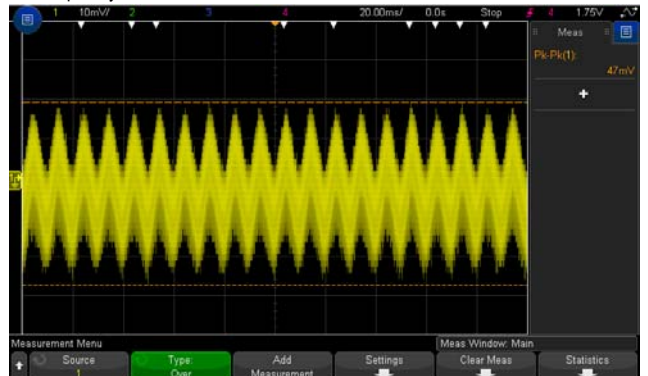 1 10mV/ 2 3 4 20.00ms/ 0.0s Stop 4 1.75V
Meas
Pk-Pk(1):
47mV
+
Measurement Menu
Meas Window: Main
Source
1
Type:
Over
Add
Measurement
Settings
Clear Meas
Statistics